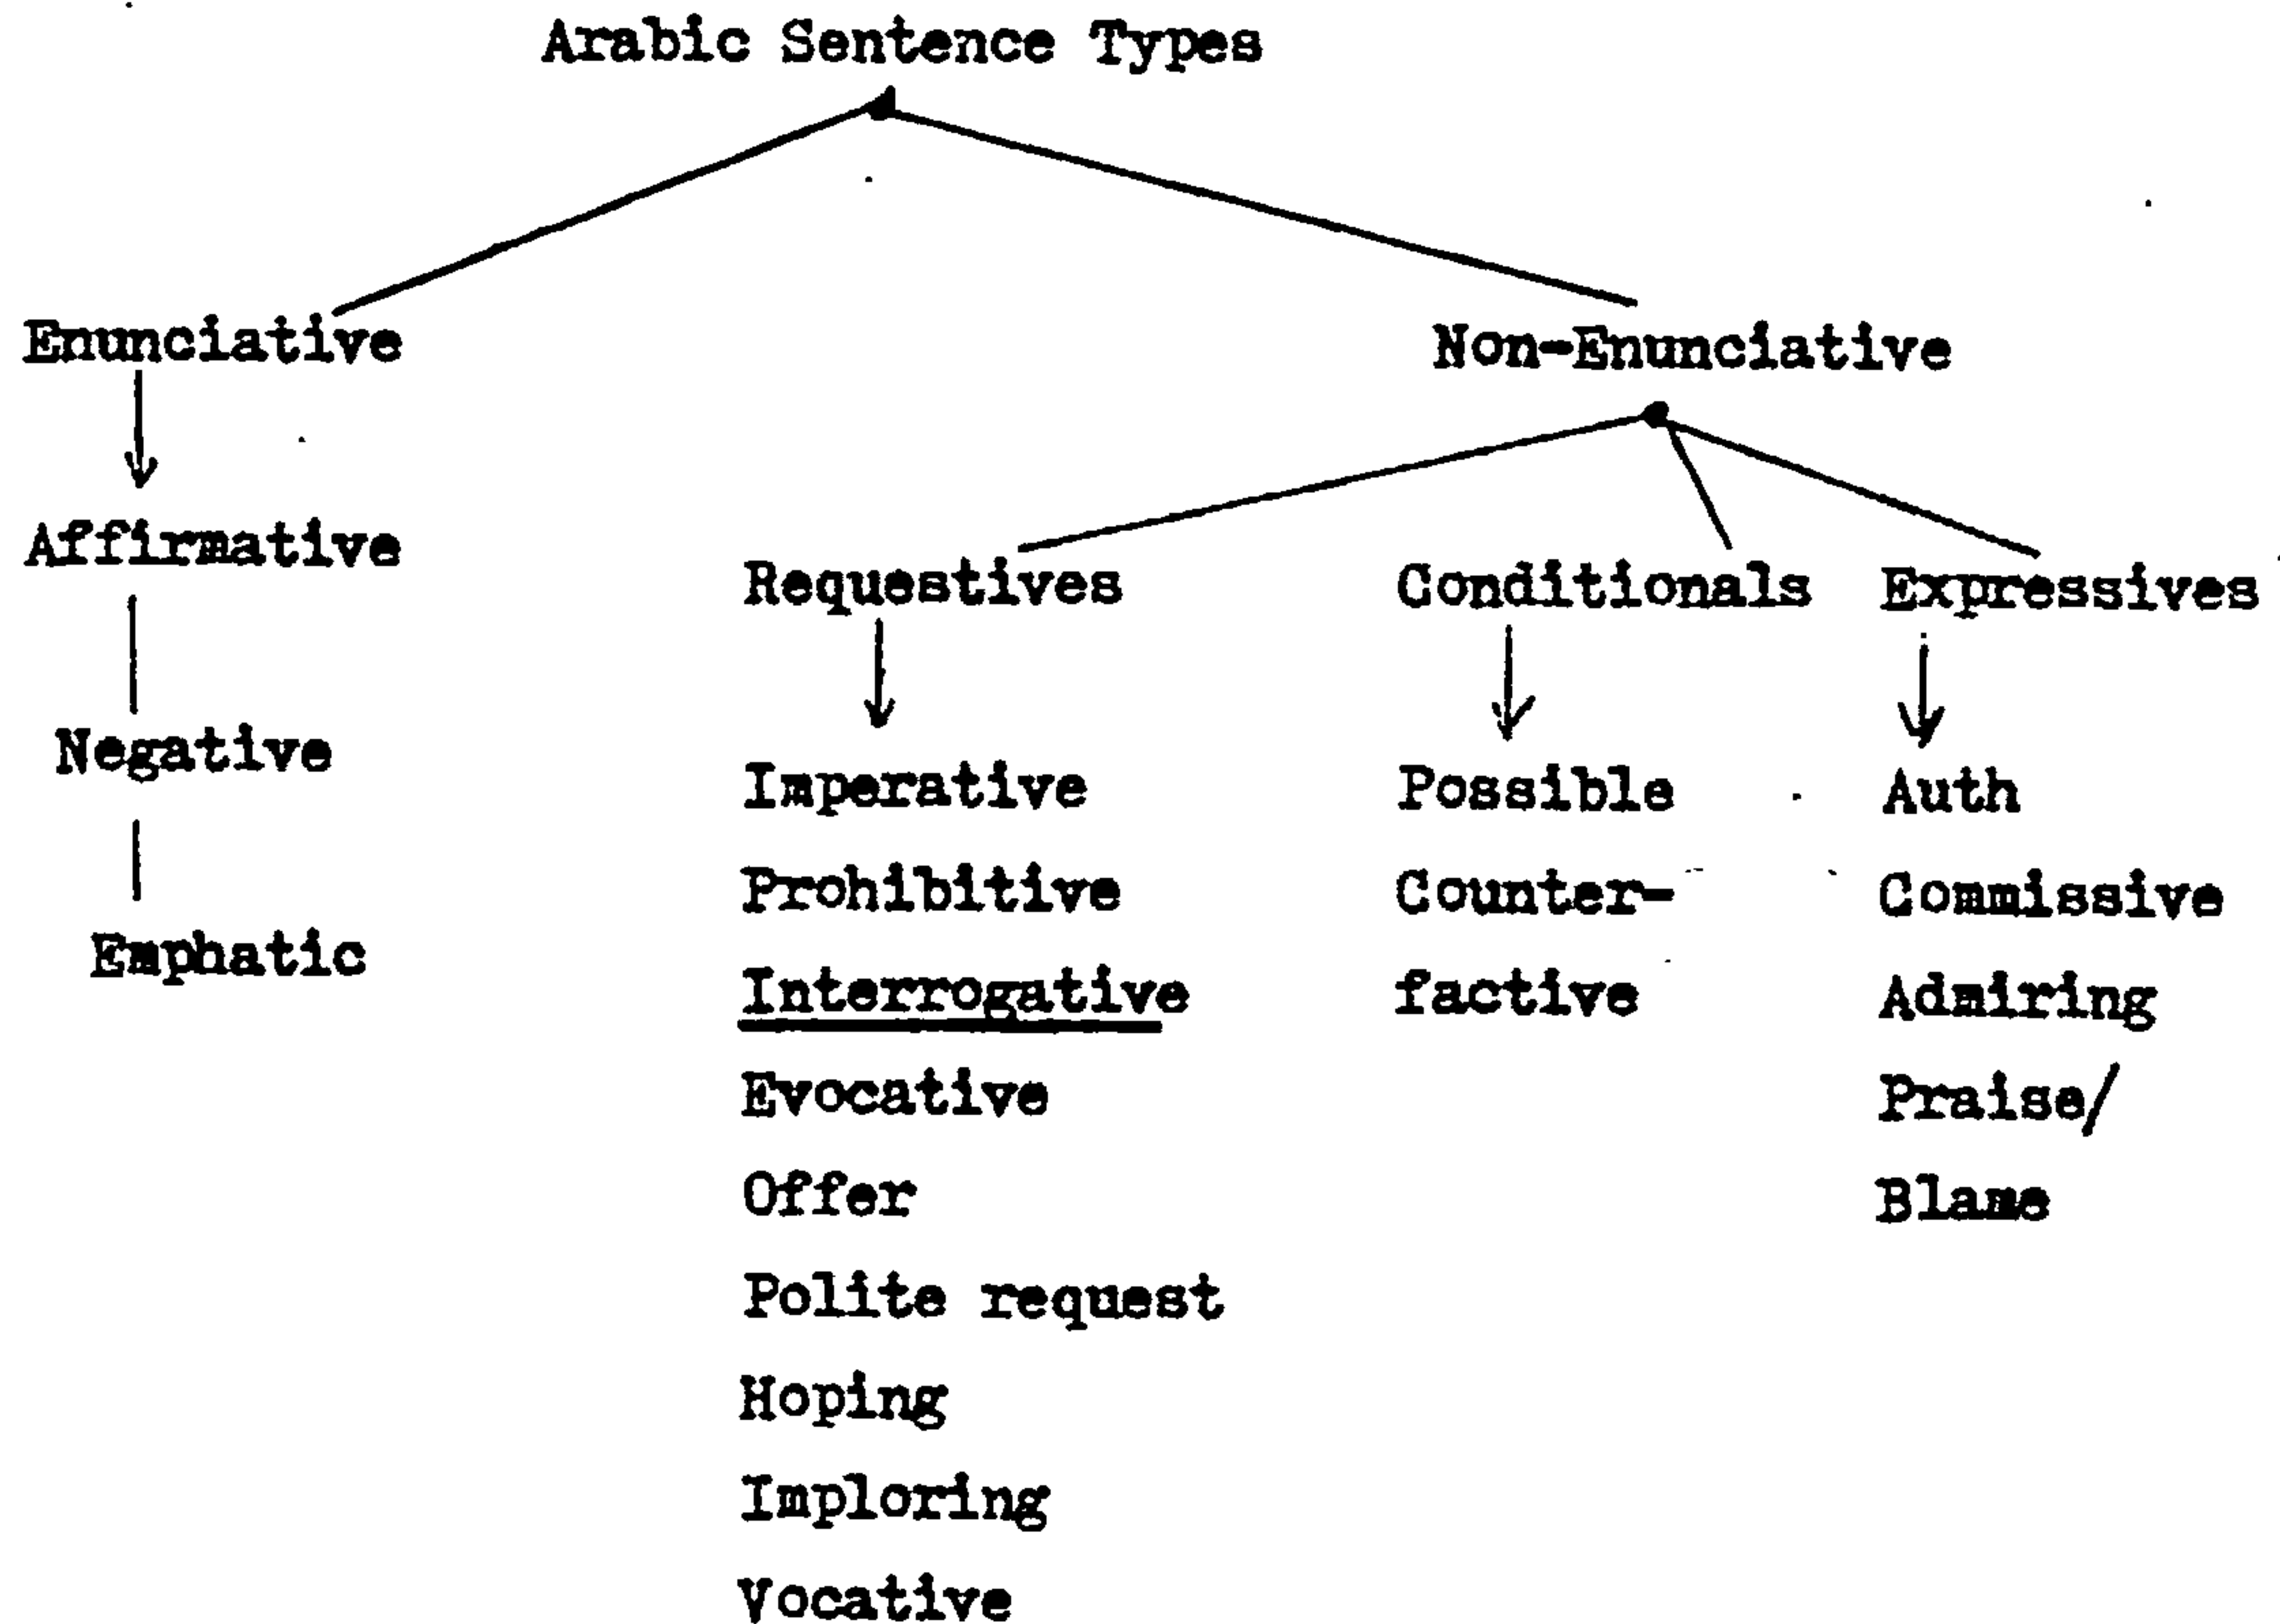 Arabic Sentence Types
Enunciative
Non-Enunciative
Affirmative
Negative
Emphatic
Requestives
Conditionals
Expressives
Imperative
Prohibitive
Interrogative
Evocative
Offer
Polite request
Hoping
Imploring
Vocative
Possible
Counter-
factive
Auth
Commissive
Admiring
Praise/
Blame